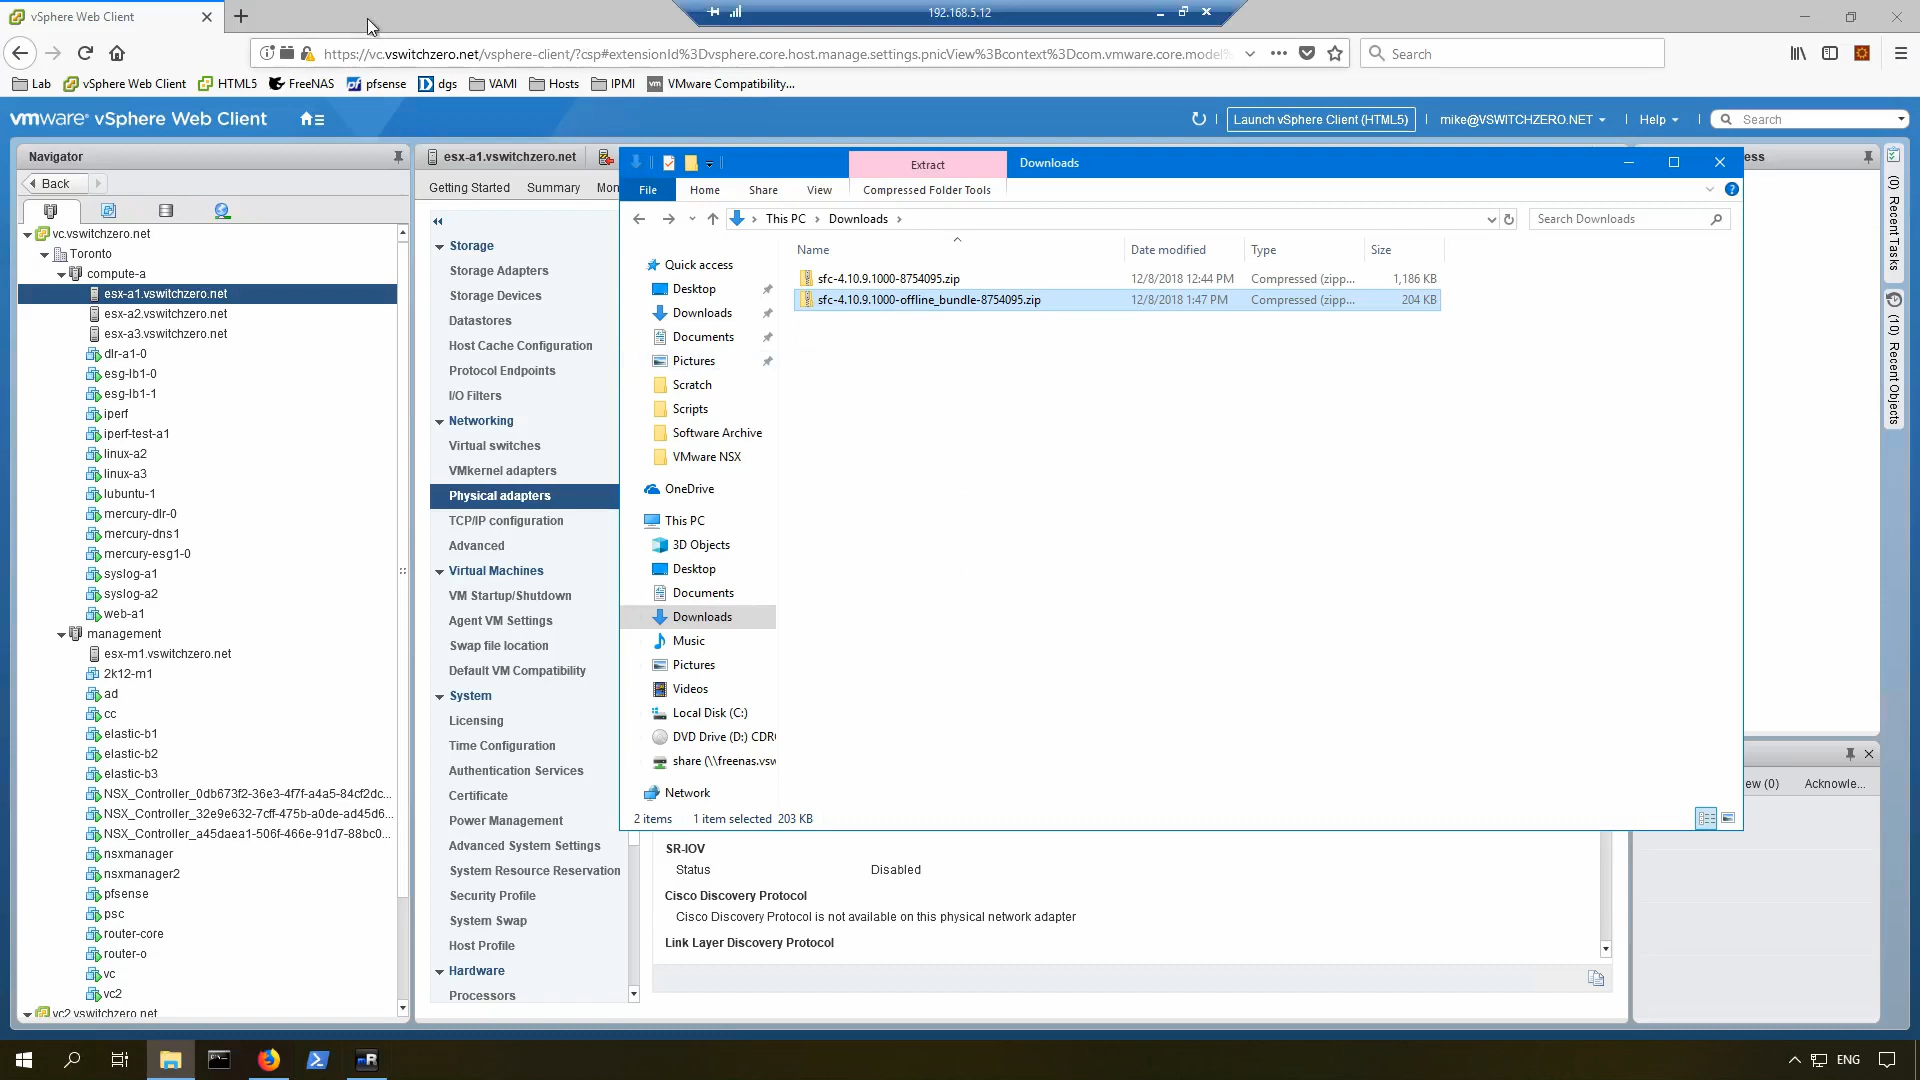 vSphere Web Client
192.168.5.12
https://vc.vswitchzero.net/vsphere-client/?csp#extensionId%3Dvsphere.core.host.manage.settings.pnicView%3Bcontext%3Dcom.vmware.core.model
Search
Lab
vSphere Web Client
HTML5
FreeNAS
pfsense
dgs
VAMI
Hosts
IPMI
VMware Compatibility...
vmware® vSphere Web Client
Launch vSphere Client (HTML5)
mike@VSWITCHZERO.NET
Help
Search
Navigator
Back
vc.vswitchzero.net
Toronto
compute-a
esx-a1.vswitchzero.net
esx-a2.vswitchzero.net
esx-a3.vswitchzero.net
dlr-a1-0
esg-lb1-0
esg-lb1-1
iperf
iperf-test-a1
linux-a2
linux-a3
lubuntu-1
mercury-dlr-0
mercury-dns1
mercury-esg1-0
syslog-a1
syslog-a2
web-a1
management
esx-m1.vswitchzero.net
2k12-m1
ad
cc
elastic-b1
elastic-b2
elastic-b3
NSX_Controller_0db673f2-36e3-4f7f-a4a5-84cf2dc...
NSX_Controller_32e9e632-7cff-475b-a0de-ad45d6...
NSX_Controller_a45daea1-506f-466e-91d7-88bc0...
nsxmanager
nsxmanager2
pfsense
psc
router-core
router-o
vc
vc2
vc2.vswitchzero.net
esx-a1.vswitchzero.net
Getting Started
Summary
Mon
Storage
Storage Adapters
Storage Devices
Datastores
Host Cache Configuration
Protocol Endpoints
I/O Filters
Networking
Virtual switches
VMkernel adapters
Physical adapters
TCP/IP configuration
Advanced
Virtual Machines
VM Startup/Shutdown
Agent VM Settings
Swap file location
Default VM Compatibility
System
Licensing
Time Configuration
Authentication Services
Certificate
Power Management
Advanced System Settings
System Resource Reservation
Security Profile
System Swap
Host Profile
Hardware
Processors
Extract
Downloads
File
Home
Share
View
Compressed Folder Tools
This PC
Downloads
Search Downloads
Name
Date modified
Type
Size
sfc-4.10.9.1000-8754095.zip
12/8/2018 12:44 PM
Compressed (zipp...
1,186 KB
sfc-4.10.9.1000-offline_bundle-8754095.zip
12/8/2018 1:47 PM
Compressed (zipp...
204 KB
Quick access
Desktop
Downloads
Documents
Pictures
Scratch
Scripts
Software Archive
VMware NSX
OneDrive
This PC
3D Objects
Desktop
Documents
Downloads
Music
Pictures
Videos
Local Disk (C:)
DVD Drive (D:) CDR
share (\\freenas.vsw
Network
2 items
1 item selected
203 KB
SR-IOV
Status
Disabled
Cisco Discovery Protocol
Cisco Discovery Protocol is not available on this physical network adapter
Link Layer Discovery Protocol
ess
ew (0)
Acknowle...
(0) Recent Tasks
(10) Recent Objects
ENG